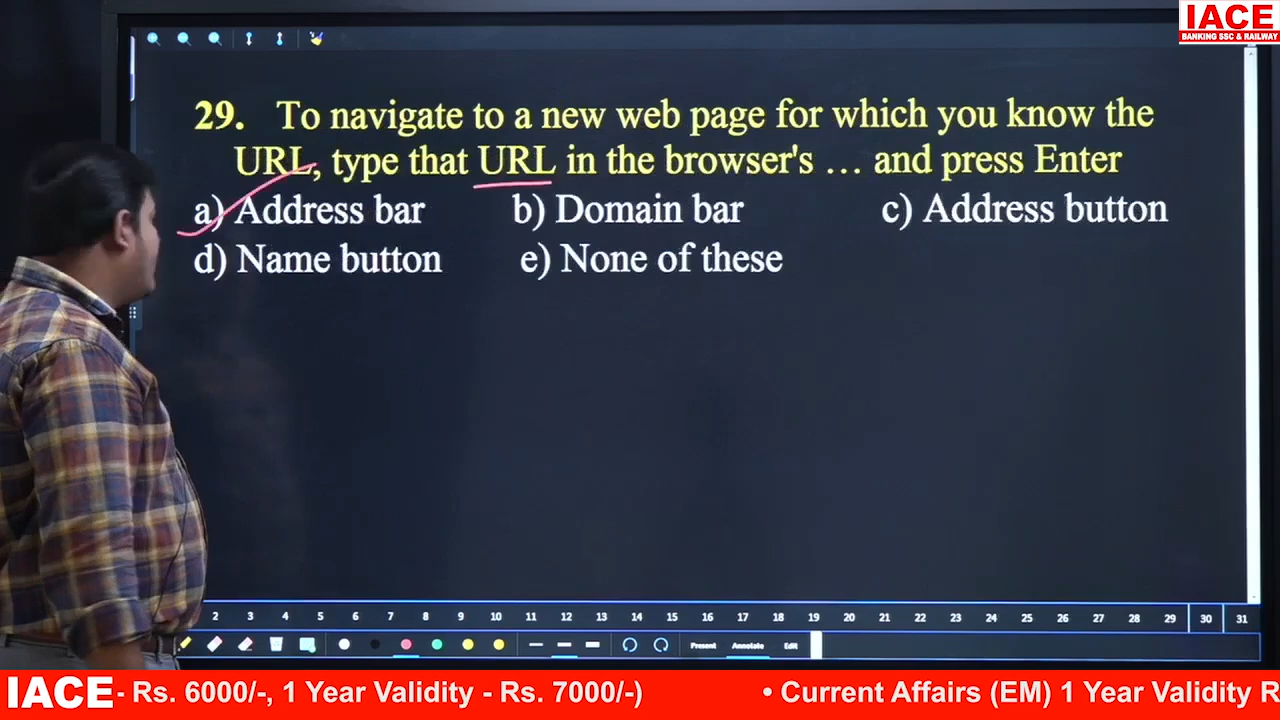 IACE
BANKING SSC & RAILWAY
29. To navigate to a new web page for which you know the
URL, type that URL in the browser's … and press Enter
a) Address bar b) Domain bar c) Address button
d) Name button e) None of these
2 3 4 5 6 7 8 9 10 11 12 13 14 15 16 17 18 19 20 21 22 23 24 25 26 27 28 29 30 31
Present Annotate Edit
IACE - Rs. 6000/-, 1 Year Validity - Rs. 7000/-) • Current Affairs (EM) 1 Year Validity R